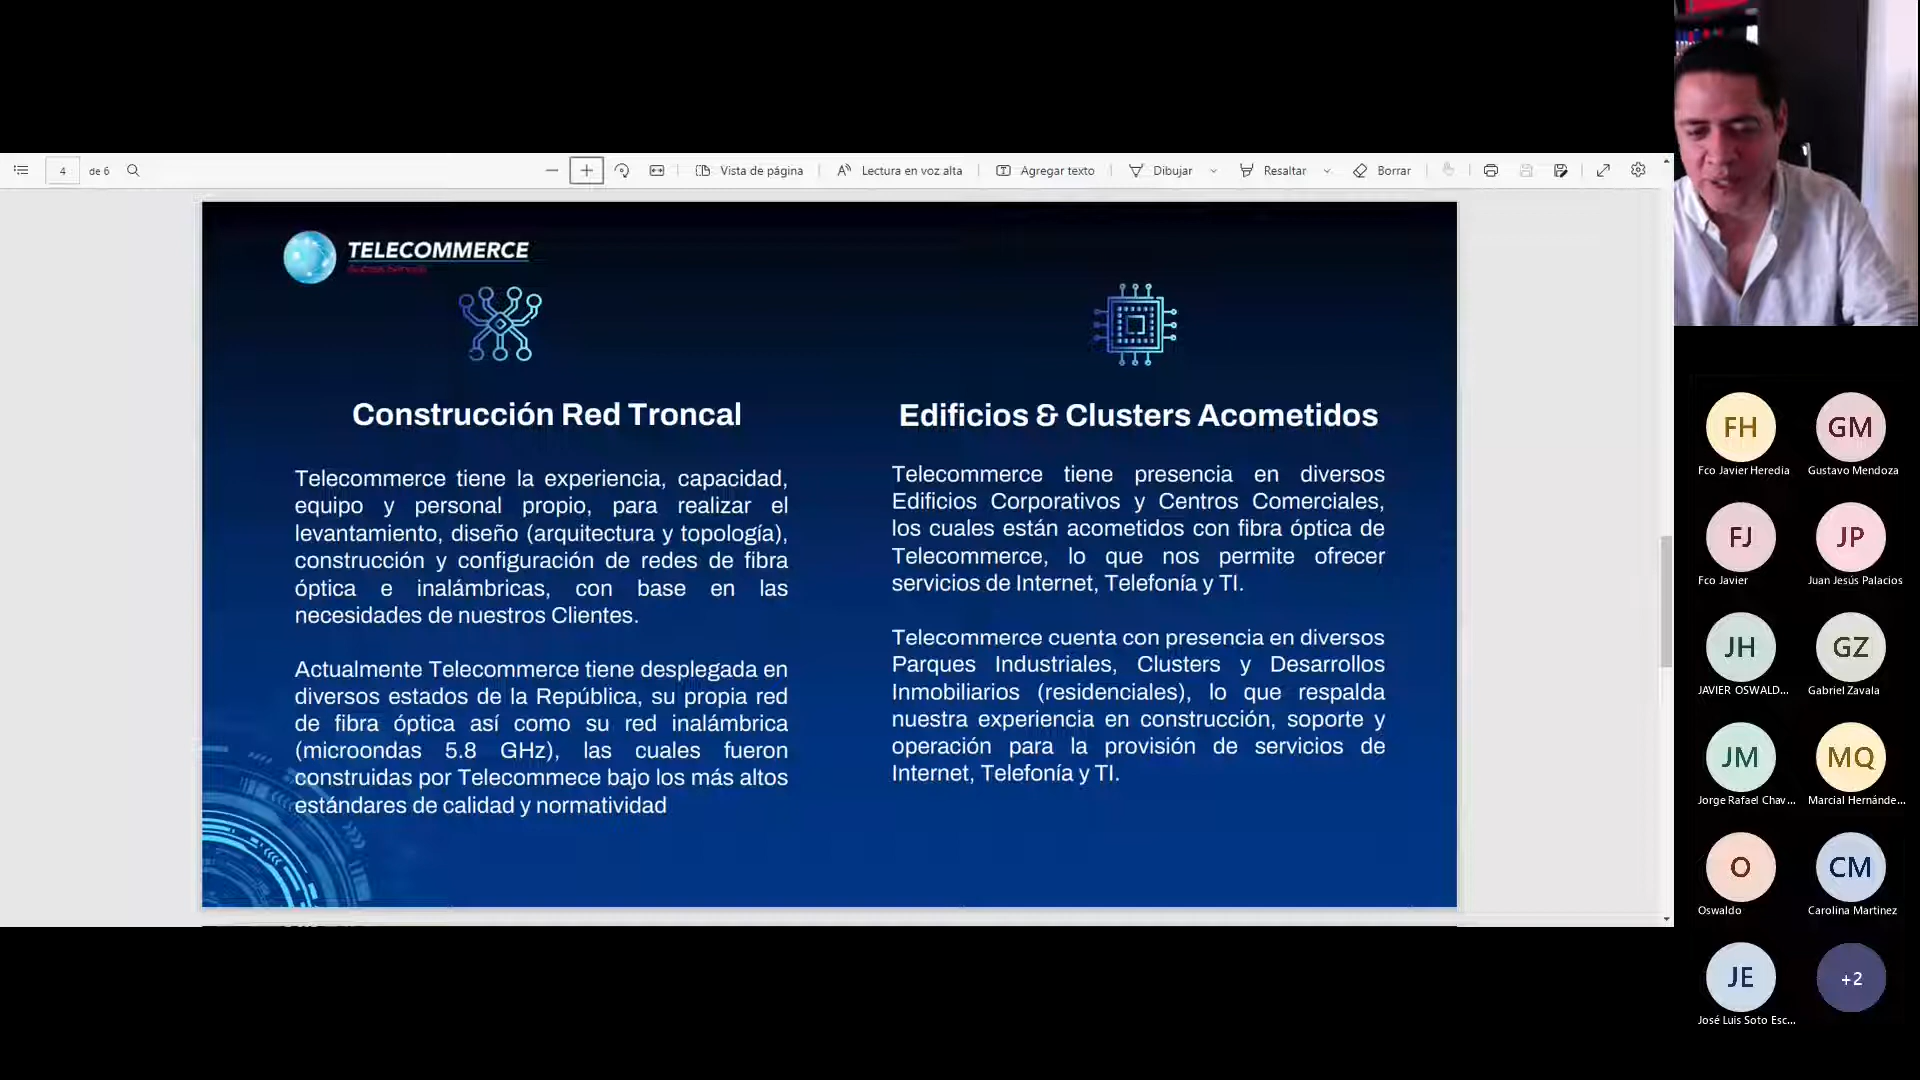 4 de 6
Vista de página
Lectura en voz alta
Agregar texto
Dibujar
Resaltar
Borrar
TELECOMMERCE
Construcción Red Troncal
Telecommerce tiene la experiencia, capacidad,
equipo y personal propio, para realizar el
levantamiento, diseño (arquitectura y topología),
construcción y configuración de redes de fibra
óptica e inalámbricas, con base en las
necesidades de nuestros Clientes.
Actualmente Telecommerce tiene desplegada en
diversos estados de la República, su propia red
de fibra óptica así como su red inalámbrica
(microondas 5.8 GHz), las cuales fueron
construidas por Telecommece bajo los más altos
estándares de calidad y normatividad
Edificios & Clusters Acometidos
Telecommerce tiene presencia en diversos
Edificios Corporativos y Centros Comerciales,
los cuales están acometidos con fibra óptica de
Telecommerce, lo que nos permite ofrecer
servicios de Internet, Telefonía y TI.
Telecommerce cuenta con presencia en diversos
Parques Industriales, Clusters y Desarrollos
Inmobiliarios (residenciales), lo que respalda
nuestra experiencia en construcción, soporte y
operación para la provisión de servicios de
Internet, Telefonía y TI.
FH
Fco Javier Heredia
GM
Gustavo Mendoza
FJ
Fco Javier
JP
Juan Jesús Palacios
JH
JAVIER OSWALD...
GZ
Gabriel Zavala
JM
Jorge Rafael Chav...
MQ
Marcial Hernánde...
O
Oswaldo
CM
Carolina Martinez
JE
José Luis Soto Esc...
+2